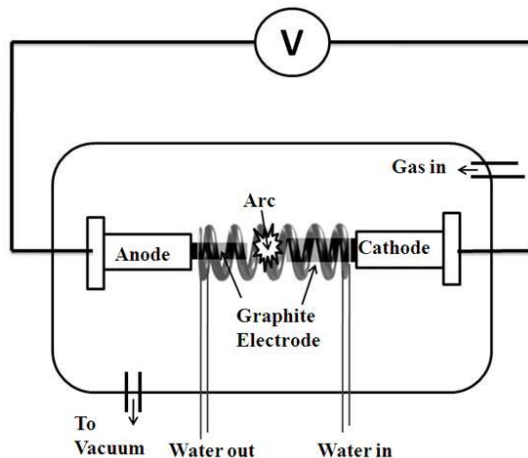 V
Gas in
Arc
Anode
Cathode
Graphite
Electrode
To
Vacuum
Water out
Water in